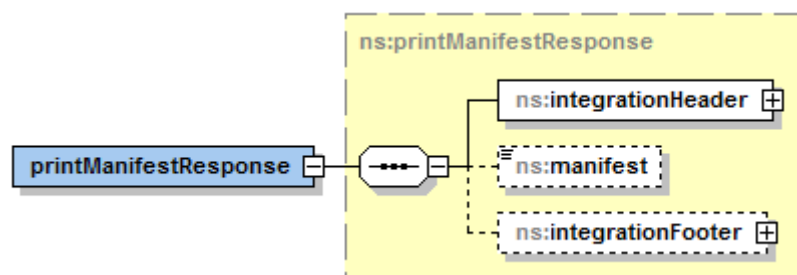 ns:printManifestResponse
ns:integrationHeader
printManifestResponse
ns:manifest
ns:integrationFooter